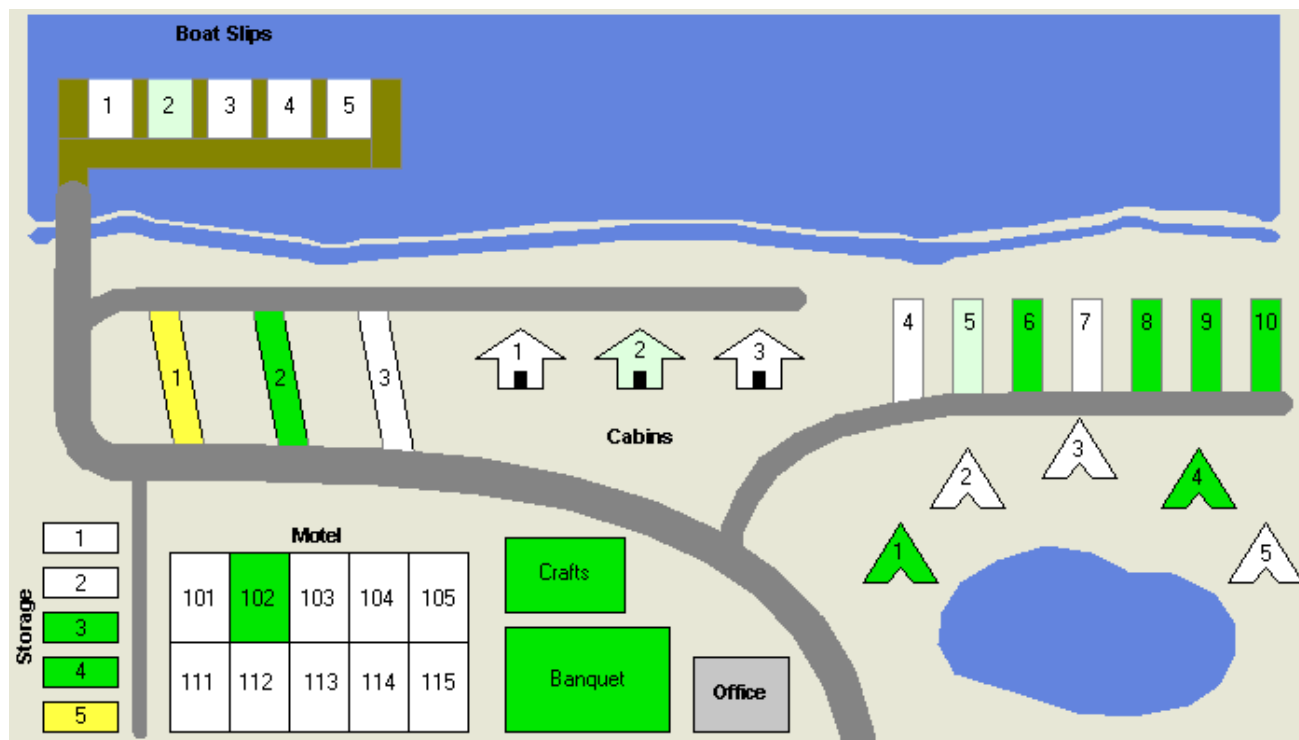 Boat Slips
1 2 3 4 5
1 2 3
1 2 3
Cabins
4 5 6 7 8 9 10
1 2 3 4 5
Storage
1
2
3
4
5
Motel
101 102 103 104 105
111 112 113 114 115
Crafts
Banquet
Office